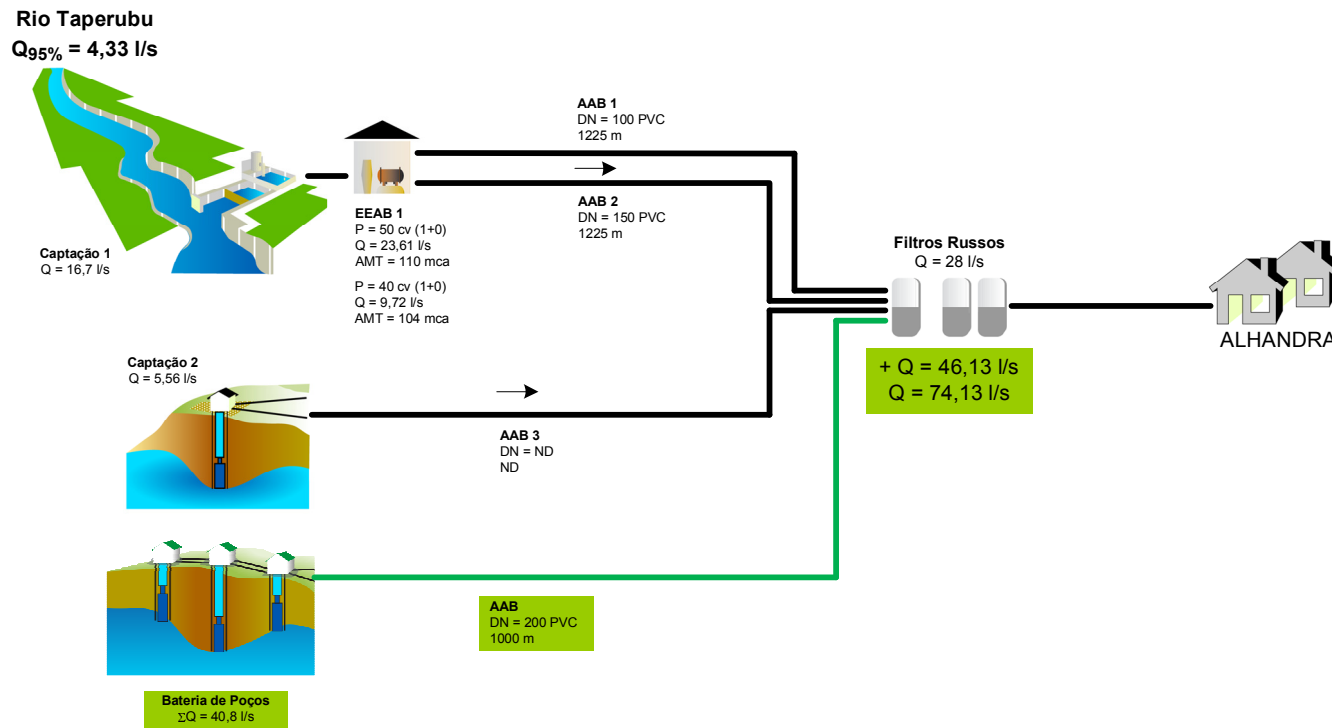 Rio Taperubu
Q95% = 4,33 l/s
Captação 1
Q = 16,7 l/s
EEAB 1
P = 50 cv (1+0)
Q = 23,61 l/s
AMT = 110 mca
P = 40 cv (1+0)
Q = 9,72 l/s
AMT = 104 mca
AAB 1
DN = 100 PVC
1225 m
AAB 2
DN = 150 PVC
1225 m
Filtros Russos
Q = 28 l/s
+ Q = 46,13 l/s
Q = 74,13 l/s
ALHANDRA
Captação 2
Q = 5,56 l/s
AAB 3
DN = ND
ND
AAB
DN = 200 PVC
1000 m
Bateria de Poços
ΣQ = 40,8 l/s